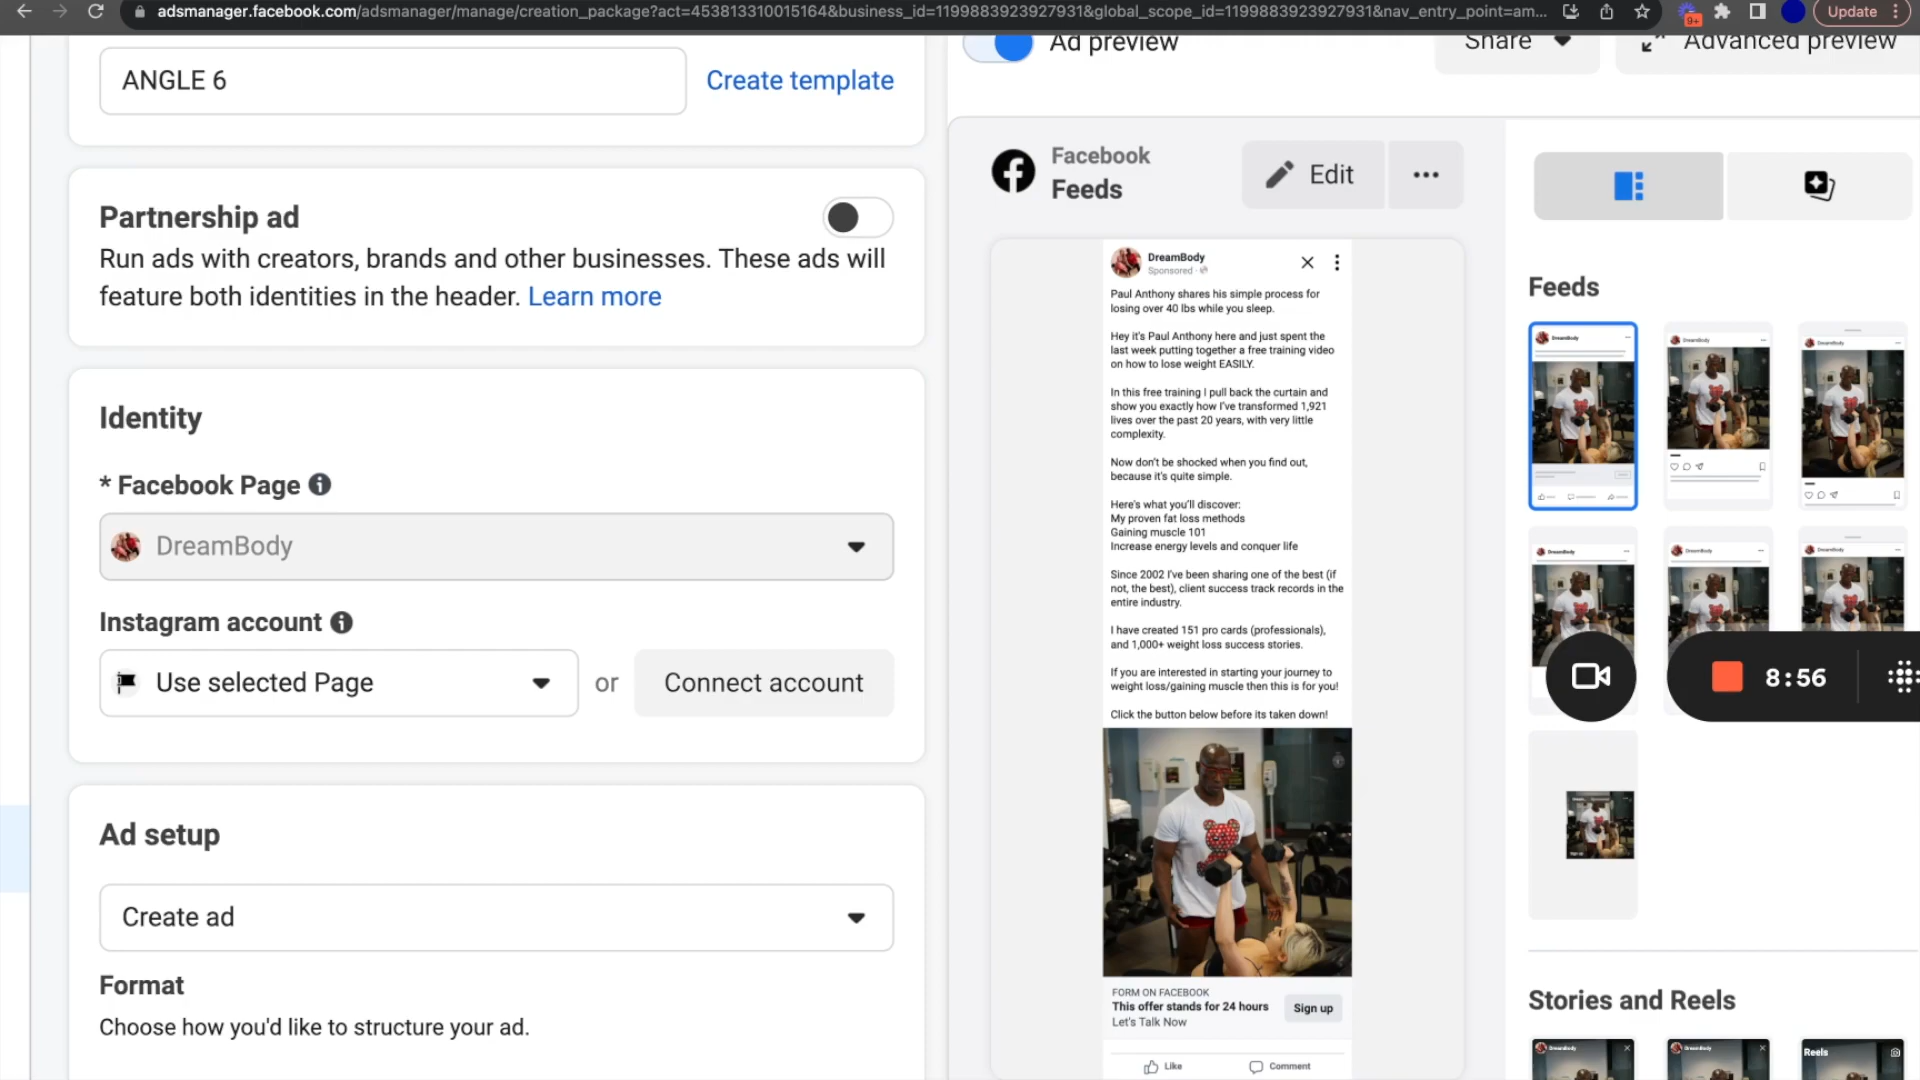 adsmanager.facebook.com/adsmanager/manage/creation_package?act=453813310015164&business_id=1199883923927931&global_scope_id=1199883923927931&nav_entry_point=am...
9+
Update
ANGLE 6
Create template
Partnership ad
Run ads with creators, brands and other businesses. These ads will
feature both identities in the header. Learn more
Identity
* Facebook Page
DreamBody
Instagram account
Use selected Page
or
Connect account
Ad setup
Create ad
Format
Choose how you'd like to structure your ad.
Ad preview
Share
Advanced preview
Facebook
Feeds
Edit
DreamBody
Sponsored ·
Paul Anthony shares his simple process for
losing over 40 lbs while you sleep.
Hey it's Paul Anthony here and just spent the
last week putting together a free training video
on how to lose weight EASILY.
In this free training I pull back the curtain and
show you exactly how I've transformed 1,921
lives over the past 20 years, with very little
complexity.
Now don't be shocked when you find out,
because it's quite simple.
Here's what you'll discover:
My proven fat loss methods
Gaining muscle 101
Increase energy levels and conquer life
Since 2002 I've been sharing one of the best (if
not, the best), client success track records in the
entire industry.
I have created 151 pro cards (professionals),
and 1,000+ weight loss success stories.
If you are interested in starting your journey to
weight loss/gaining muscle then this is for you!
Click the button below before its taken down!
FORM ON FACEBOOK
This offer stands for 24 hours
Let's Talk Now
Sign up
Like
Comment
Feeds
DreamBody
DreamBody
DreamBody
DreamBody
DreamBody
DreamBody
8:56
Stories and Reels
DreamBody
DreamBody
Reels